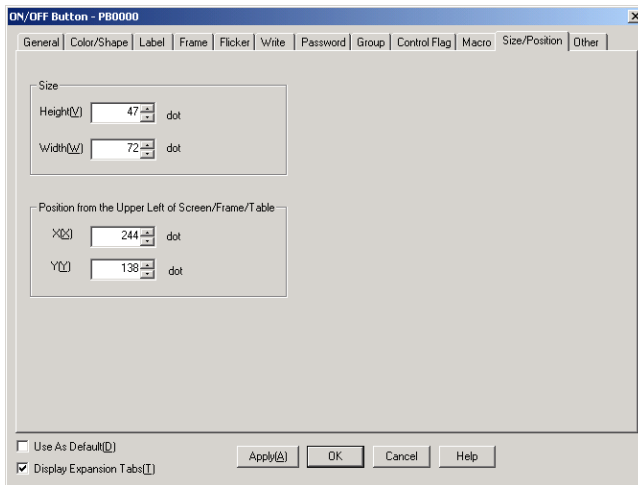 ON/OFF Button - PB0000
General Color/Shape Label Frame Flicker Write Password Group Control Flag Macro Size/Position Other
Size
Height(V) 47 dot
Width(W) 72 dot
Position from the Upper Left of Screen/Frame/Table
X(X) 244 dot
Y(Y) 138 dot
Use As Default(D)
Display Expansion Tabs(T)
Apply(A) OK Cancel Help